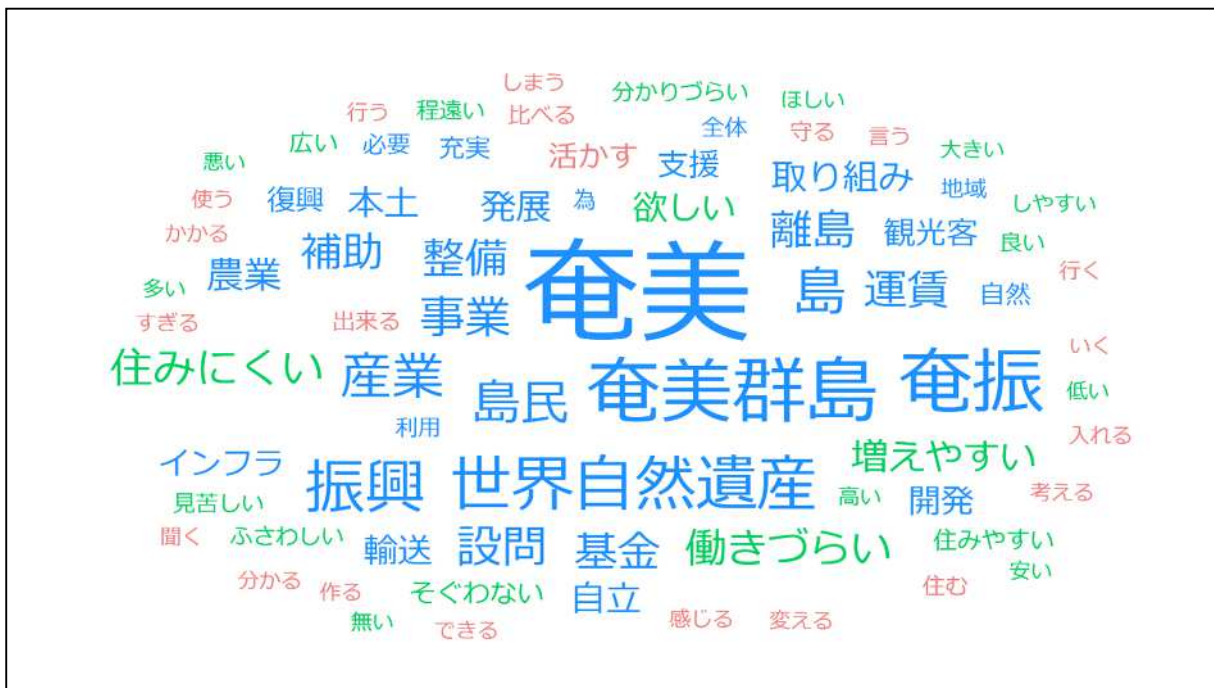 しまう 分かりづらい ほしい
行う 程遠い 比べる 全体 守る 言う
悪い 広い 必要 充実 活かす 支援 取り組み 大きい
使う 復興 本土 発展 為 欲しい 離島 観光客 地域 しやすい
かかる 農業 補助 整備 奄美 島 運賃 自然 良い 行く
多い すぎる 出来る 事業
住みにくい 産業 島民 奄美群島 奄振 いく 低い
利用 入れる
インフラ 振興 世界自然遺産 増えやすい 高い 開発 考える
見苦しい
聞く ふさわしい 輸送 設問 基金 働きづらい 住みやすい 安い
分かる 作る そぐわない 自立 住む
無い できる 感じる 変える